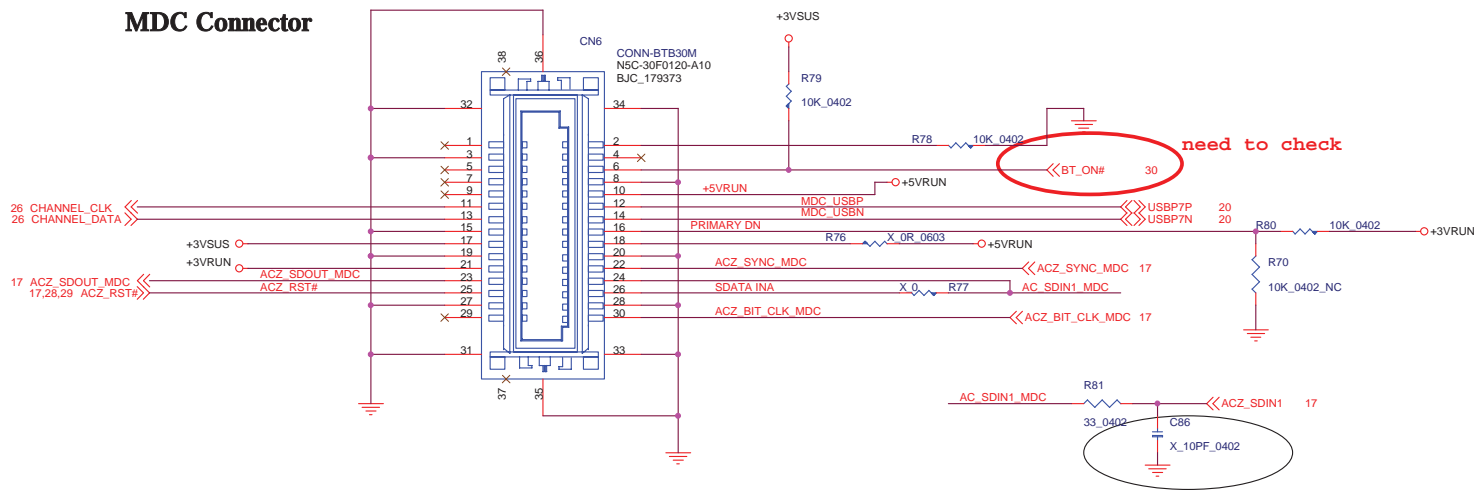 MDC Connector
+3VSUS
CN6
CONN-BTB30M
N5C-30F0120-A10
BJC_179373
38
36
R79
10K_0402
32
34
1
2
R78
10K_0402
need to check
3
4
5
6
BT_ON#
30
7
8
9
10
+5VRUN
+5VRUN
26 CHANNEL_CLK
11
12
MDC_USBP
USBP7P
20
26 CHANNEL_DATA
13
14
MDC_USBN
USBP7N
20
15
16
PRIMARY DN
R80
10K_0402
+3VRUN
+3VSUS
17
18
R76
X_0R_0603
+5VRUN
19
20
+3VRUN
21
22
ACZ_SYNC_MDC
ACZ_SYNC_MDC 17
R70
10K_0402_NC
17 ACZ_SDOUT_MDC
ACZ_SDOUT_MDC
23
24
17,28,29 ACZ_RST#
ACZ_RST#
25
26
SDATA INA
X_0
R77
AC_SDIN1_MDC
27
28
29
30
ACZ_BIT_CLK_MDC
ACZ_BIT_CLK_MDC 17
31
33
37
35
AC_SDIN1_MDC
R81
33_0402
ACZ_SDIN1
17
C86
X_10PF_0402